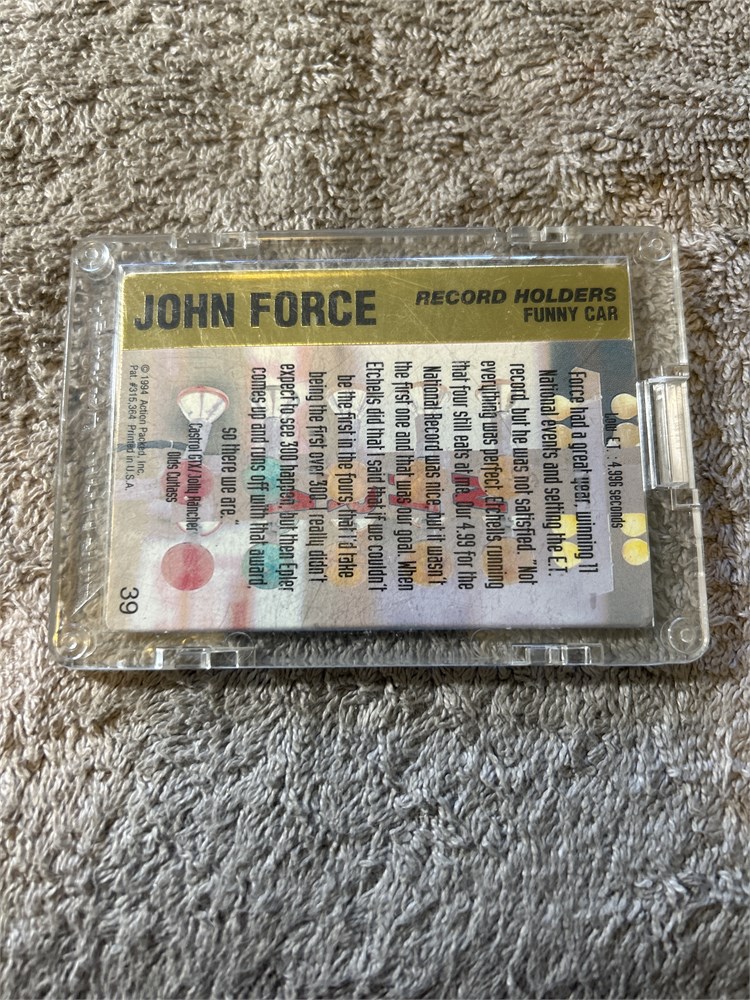 JOHN FORCE
RECORD HOLDERS
FUNNY CAR
4.996 seconds
Force had a great year, winning 11
National events and setting the E.T.
record, but he was not satisfied. "Not
everything was perfect. Etchells running
that four still eats at me. Our 4.99 for the
National Record was nice, but it wasn't
the first one and that was our goal. When
Etchells did that I said that if we couldn't
be the first in the fours, that I'd take
being the first over 300. I really didn't
expect to see 300 happen, but then Epler
comes up and runs off with that award,
so there we are."
Castrol GTX/Jolly Rancher
Olds Cutlass
© 1994 Action Packed, Inc.
Pat. #315,364 Printed in U.S.A.
39